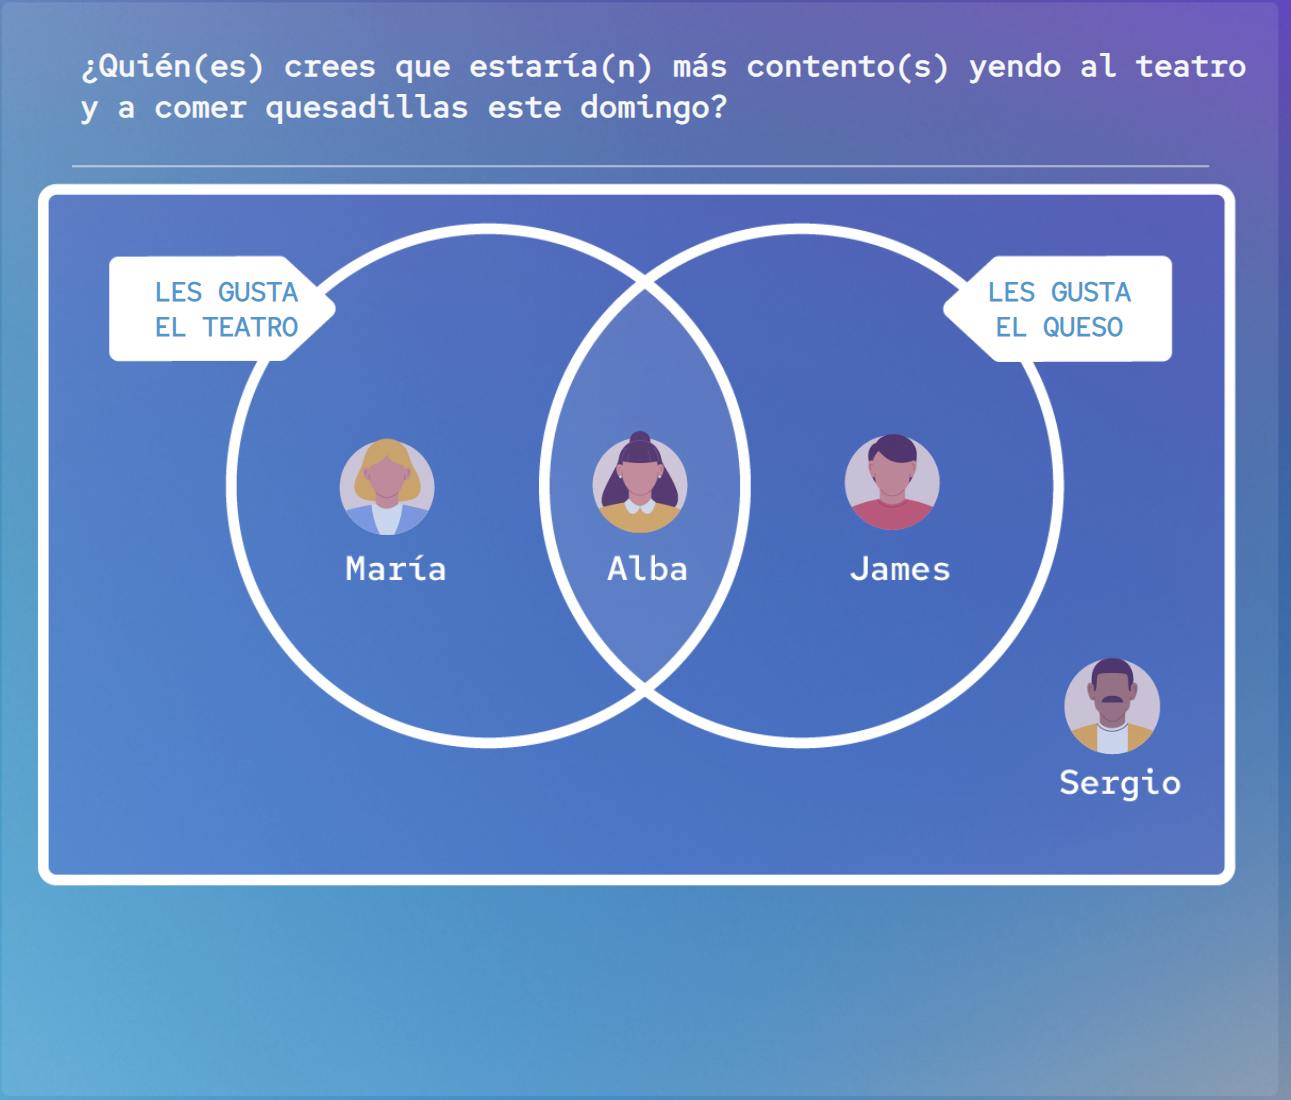 ¿Quién(es) crees que estaría(n) más contento(s) yendo al teatro
y a comer quesadillas este domingo?
LES GUSTA
EL TEATRO
LES GUSTA
EL QUESO
María
Alba
James
Sergio